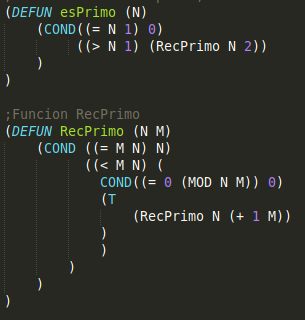 (DEFUN esPrimo (N)
(COND((= N 1) 0)
((> N 1) (RecPrimo N 2))
)
)
;Funcion RecPrimo
(DEFUN RecPrimo (N M)
(COND ((= M N) N)
((< M N) (
COND((= 0 (MOD N M)) 0)
(T
(RecPrimo N (+ 1 M))
)
)
)
)
)